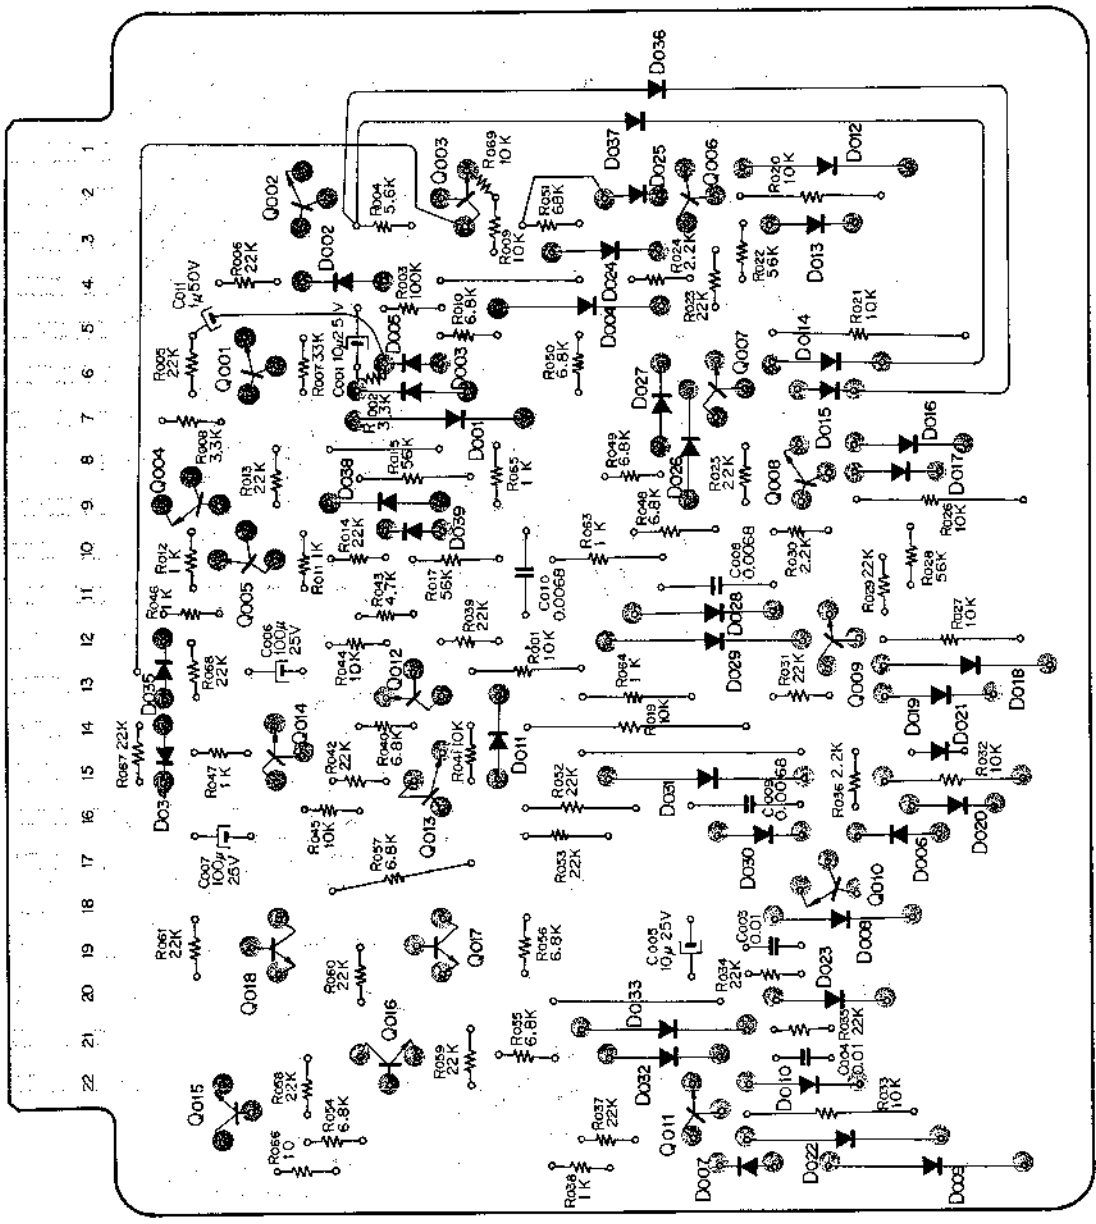 1
2
3
4
5
6
7
8
9
10
11
12
13
14
15
16
17
18
19
20
21
22
D036
D037
D012
D025
Q006
R020
10K
Q003
R069
10K
Q002
R004
5.6K
R051
68K
R009
10K
D002
R006
22K
C011
1μ50V
R003
100K
R024
2.2K
D024
R022
56K
D013
R023
22K
R010
6.8K
D004
R021
10K
D014
R005
22K
Q001
R007 33K
C001 10μ25V
D005
D003
R050
6.8K
Q007
D027
R002
3.3K
D015
D016
R008
3.3K
D001
Q004
R013
22K
D038
R015
56K
R065
1K
R049
6.8K
D026
R025
22K
Q008
D017
R048
6.8K
R026
10K
R012
1K
Q005
R011 1K
R014
22K
D039
R017
56K
R063
1K
C008
0.0068
R030
2.2K
R028
56K
R029 22K
C010
0.0068
R046
1K
R043
4.7K
R039
22K
D028
R027
10K
C006
100μ
25V
R068
22K
R044
10K
Q012
R001
10K
D029
R031
22K
Q009
D018
D035
R064
1K
D019
D021
R067 22K
Q014
R040
6.8K
R041 10K
D011
R019
10K
R047
1K
R042
22K
R052
22K
D031
C009
0.0068
R036 2.2K
R032
10K
D020
R045
10K
Q013
C007
100μ
25V
R057
6.8K
R053
22K
D030
D006
Q010
R061
22K
Q018
Q017
R056
6.8K
C005
10μ 25V
C003
0.01
D008
R060
22K
R034
22K
D023
Q016
D033
R055
6.8K
R035
22K
C004
0.01
R059
22K
R058
22K
Q015
D032
D010
R033
10K
R054
6.8K
R066
10
R037
22K
Q011
D022
D007
R038
1K
D009